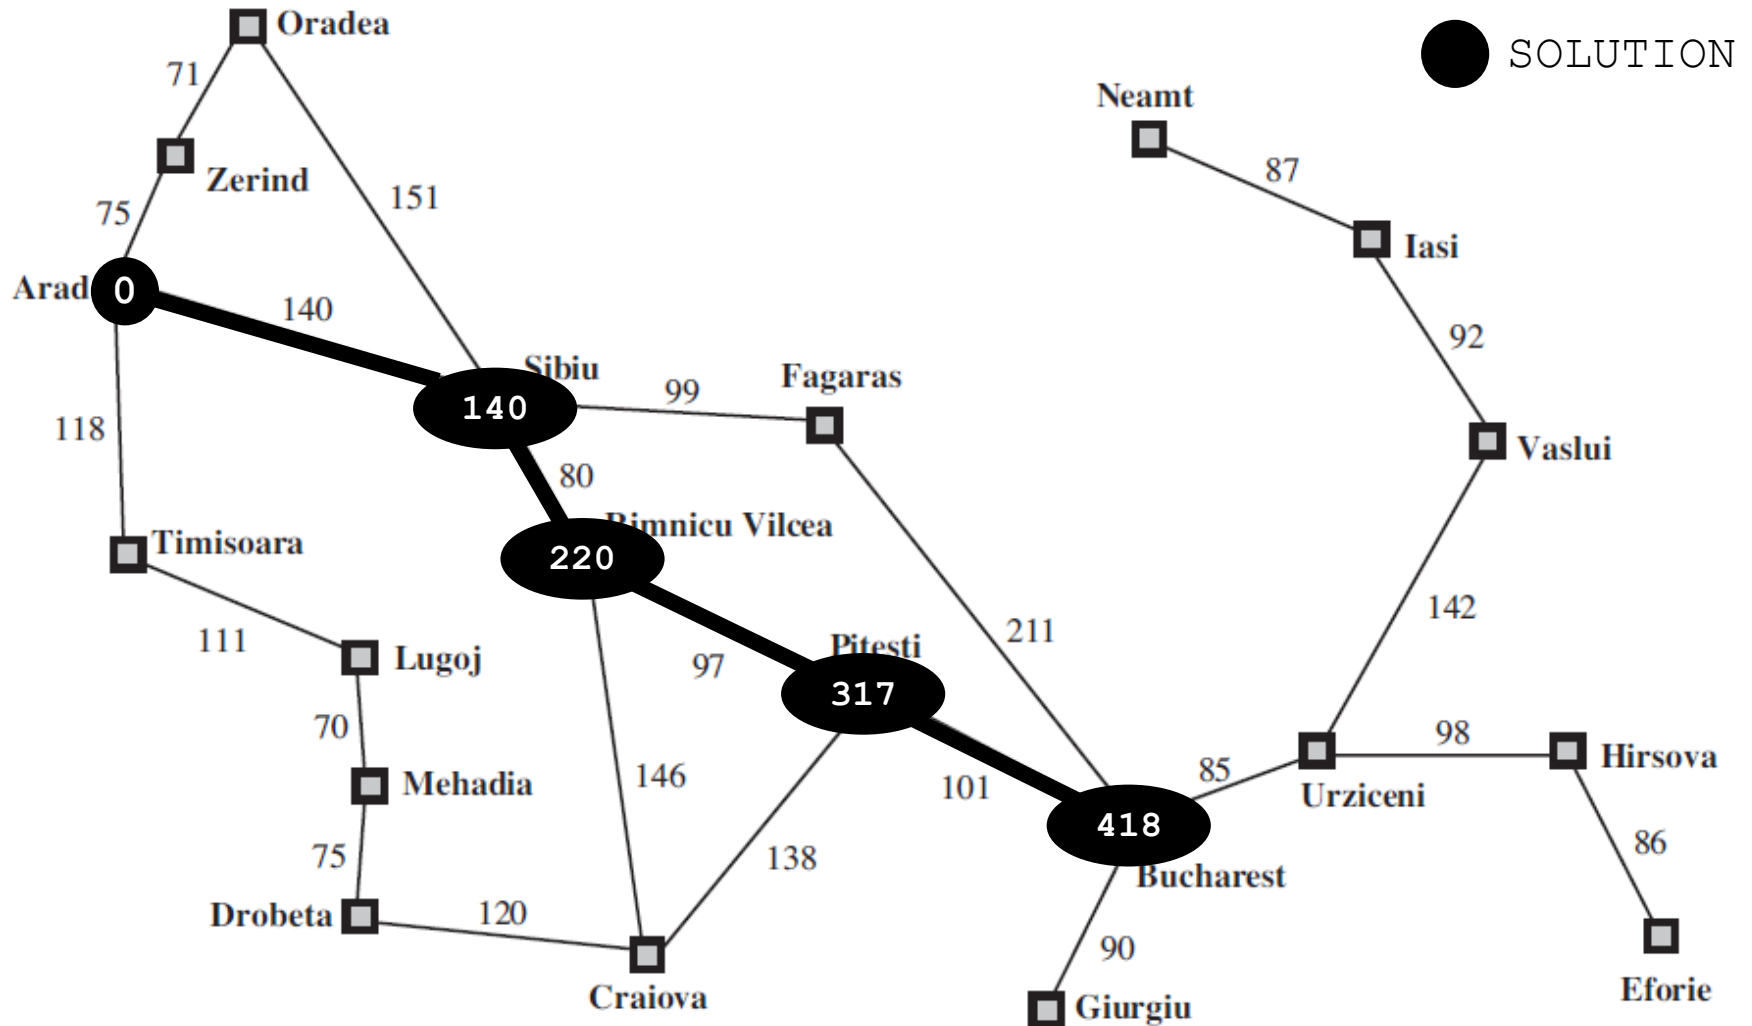 Oradea
SOLUTION
71
Neamt
87
Zerind
151
75
Iasi
Arad
0
140
92
Sibiu
99
Fagaras
140
118
Vaslui
80
Rimnicu Vilcea
Timisoara
220
142
211
111
Lugoj
97
Pitesti
317
70
98
Hirsova
146
101
85
Mehadia
Urziceni
418
86
75
138
Bucharest
Drobeta
120
90
Craiova
Giurgiu
Eforie